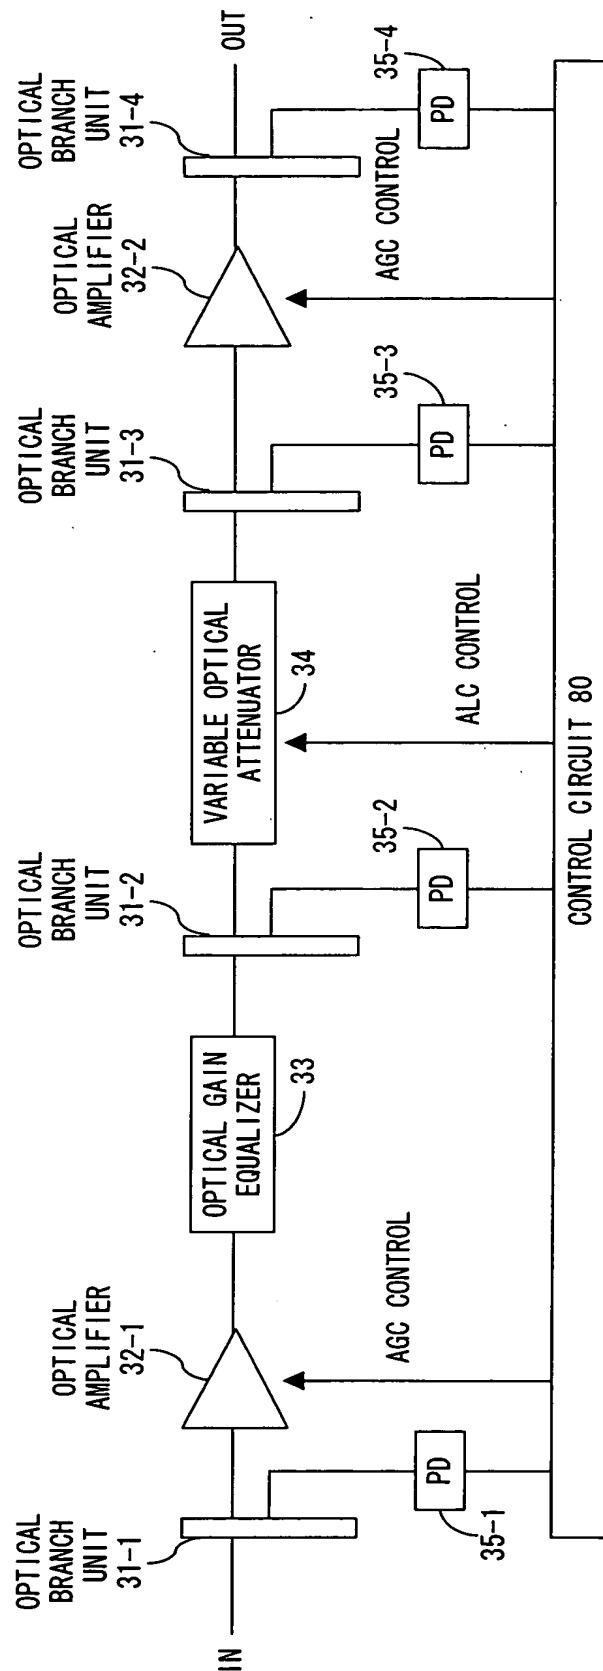 IN
OPTICAL
BRANCH
UNIT
31-1
OPTICAL
AMPLIFIER
32-1
OPTICAL GAIN
EQUALIZER
33
OPTICAL
BRANCH
UNIT
31-2
VARIABLE OPTICAL
ATTENUATOR
34
OPTICAL
BRANCH
UNIT
31-3
OPTICAL
AMPLIFIER
32-2
OPTICAL
BRANCH
UNIT
31-4
OUT
PD
35-1
AGC CONTROL
PD
35-2
ALC CONTROL
PD
35-3
AGC CONTROL
PD
35-4
CONTROL CIRCUIT 80